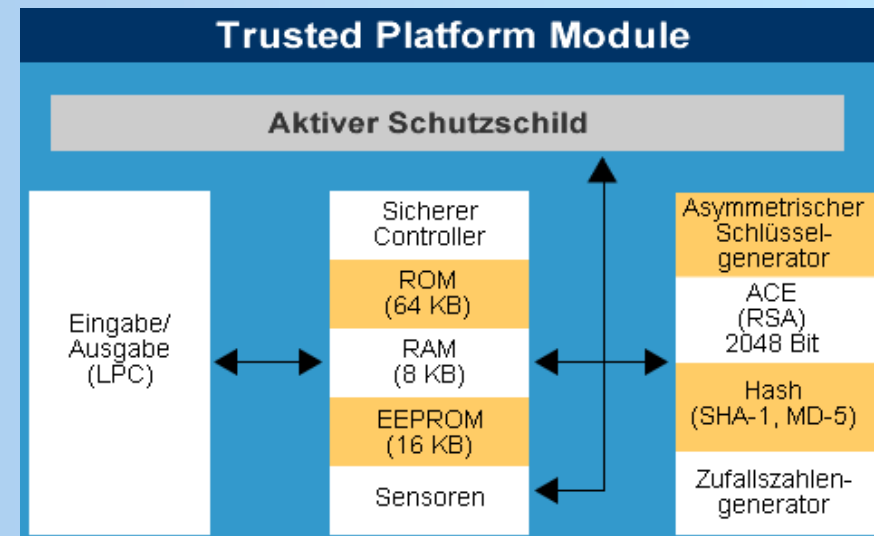 Trusted Platform Module
Aktiver Schutzschild
Eingabe/
Ausgabe
(LPC)
Sicherer
Controller
ROM
(64 KB)
RAM
(8 KB)
EEPROM
(16 KB)
Sensoren
Asymmetrischer
Schlüssel-
generator
ACE
(RSA)
2048 Bit
Hash
(SHA-1, MD-5)
Zufallszahlen-
generator